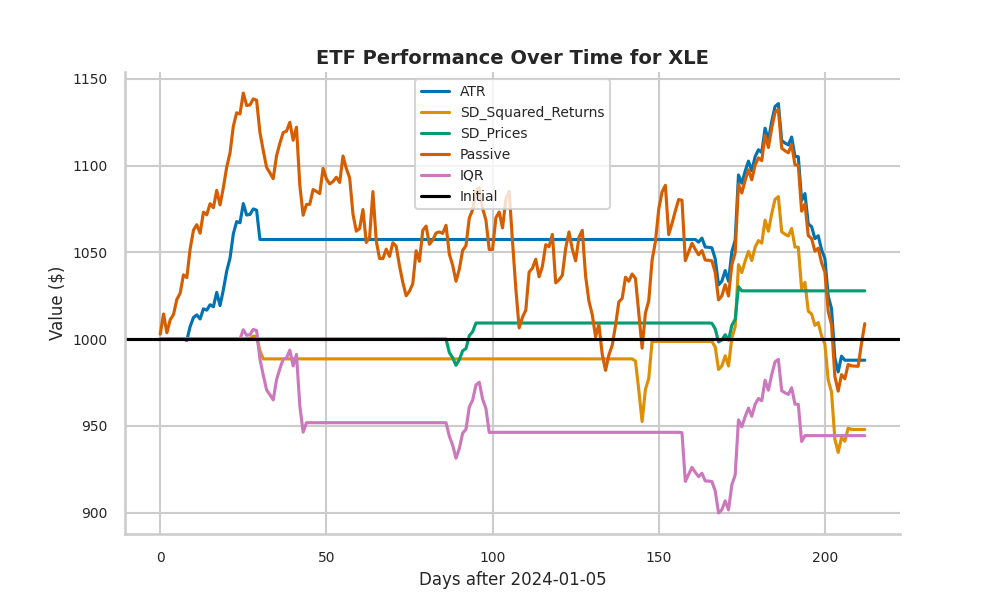 ETF Performance Over Time for XLE
Value ($)
1150
1100
1050
1000
950
900
ATR
SD_Squared_Returns
SD_Prices
Passive
IQR
Initial
0
50
100
150
200
Days after 2024-01-05